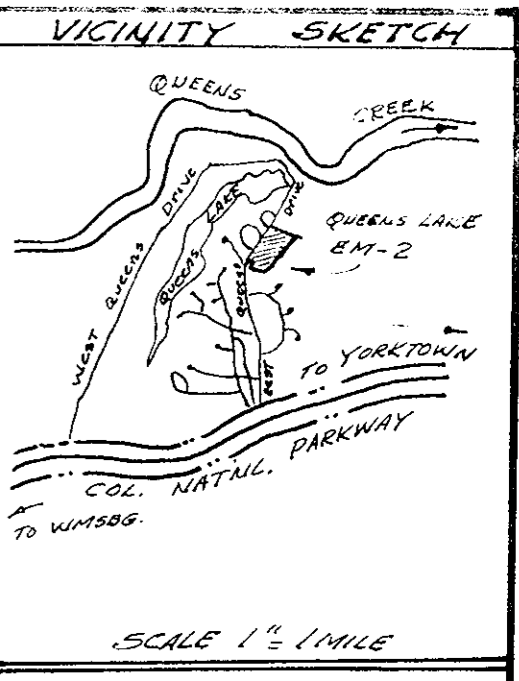 VICINITY SKETCH
QUEENS CREEK
WEST QUEENS DRIVE
QUEENS LAKE
EAST QUEENS DRIVE
QUEENS LAKE
EM-2
TO YORKTOWN
COL. NATNL. PARKWAY
TO WMSBG.
SCALE 1" = 1 MILE